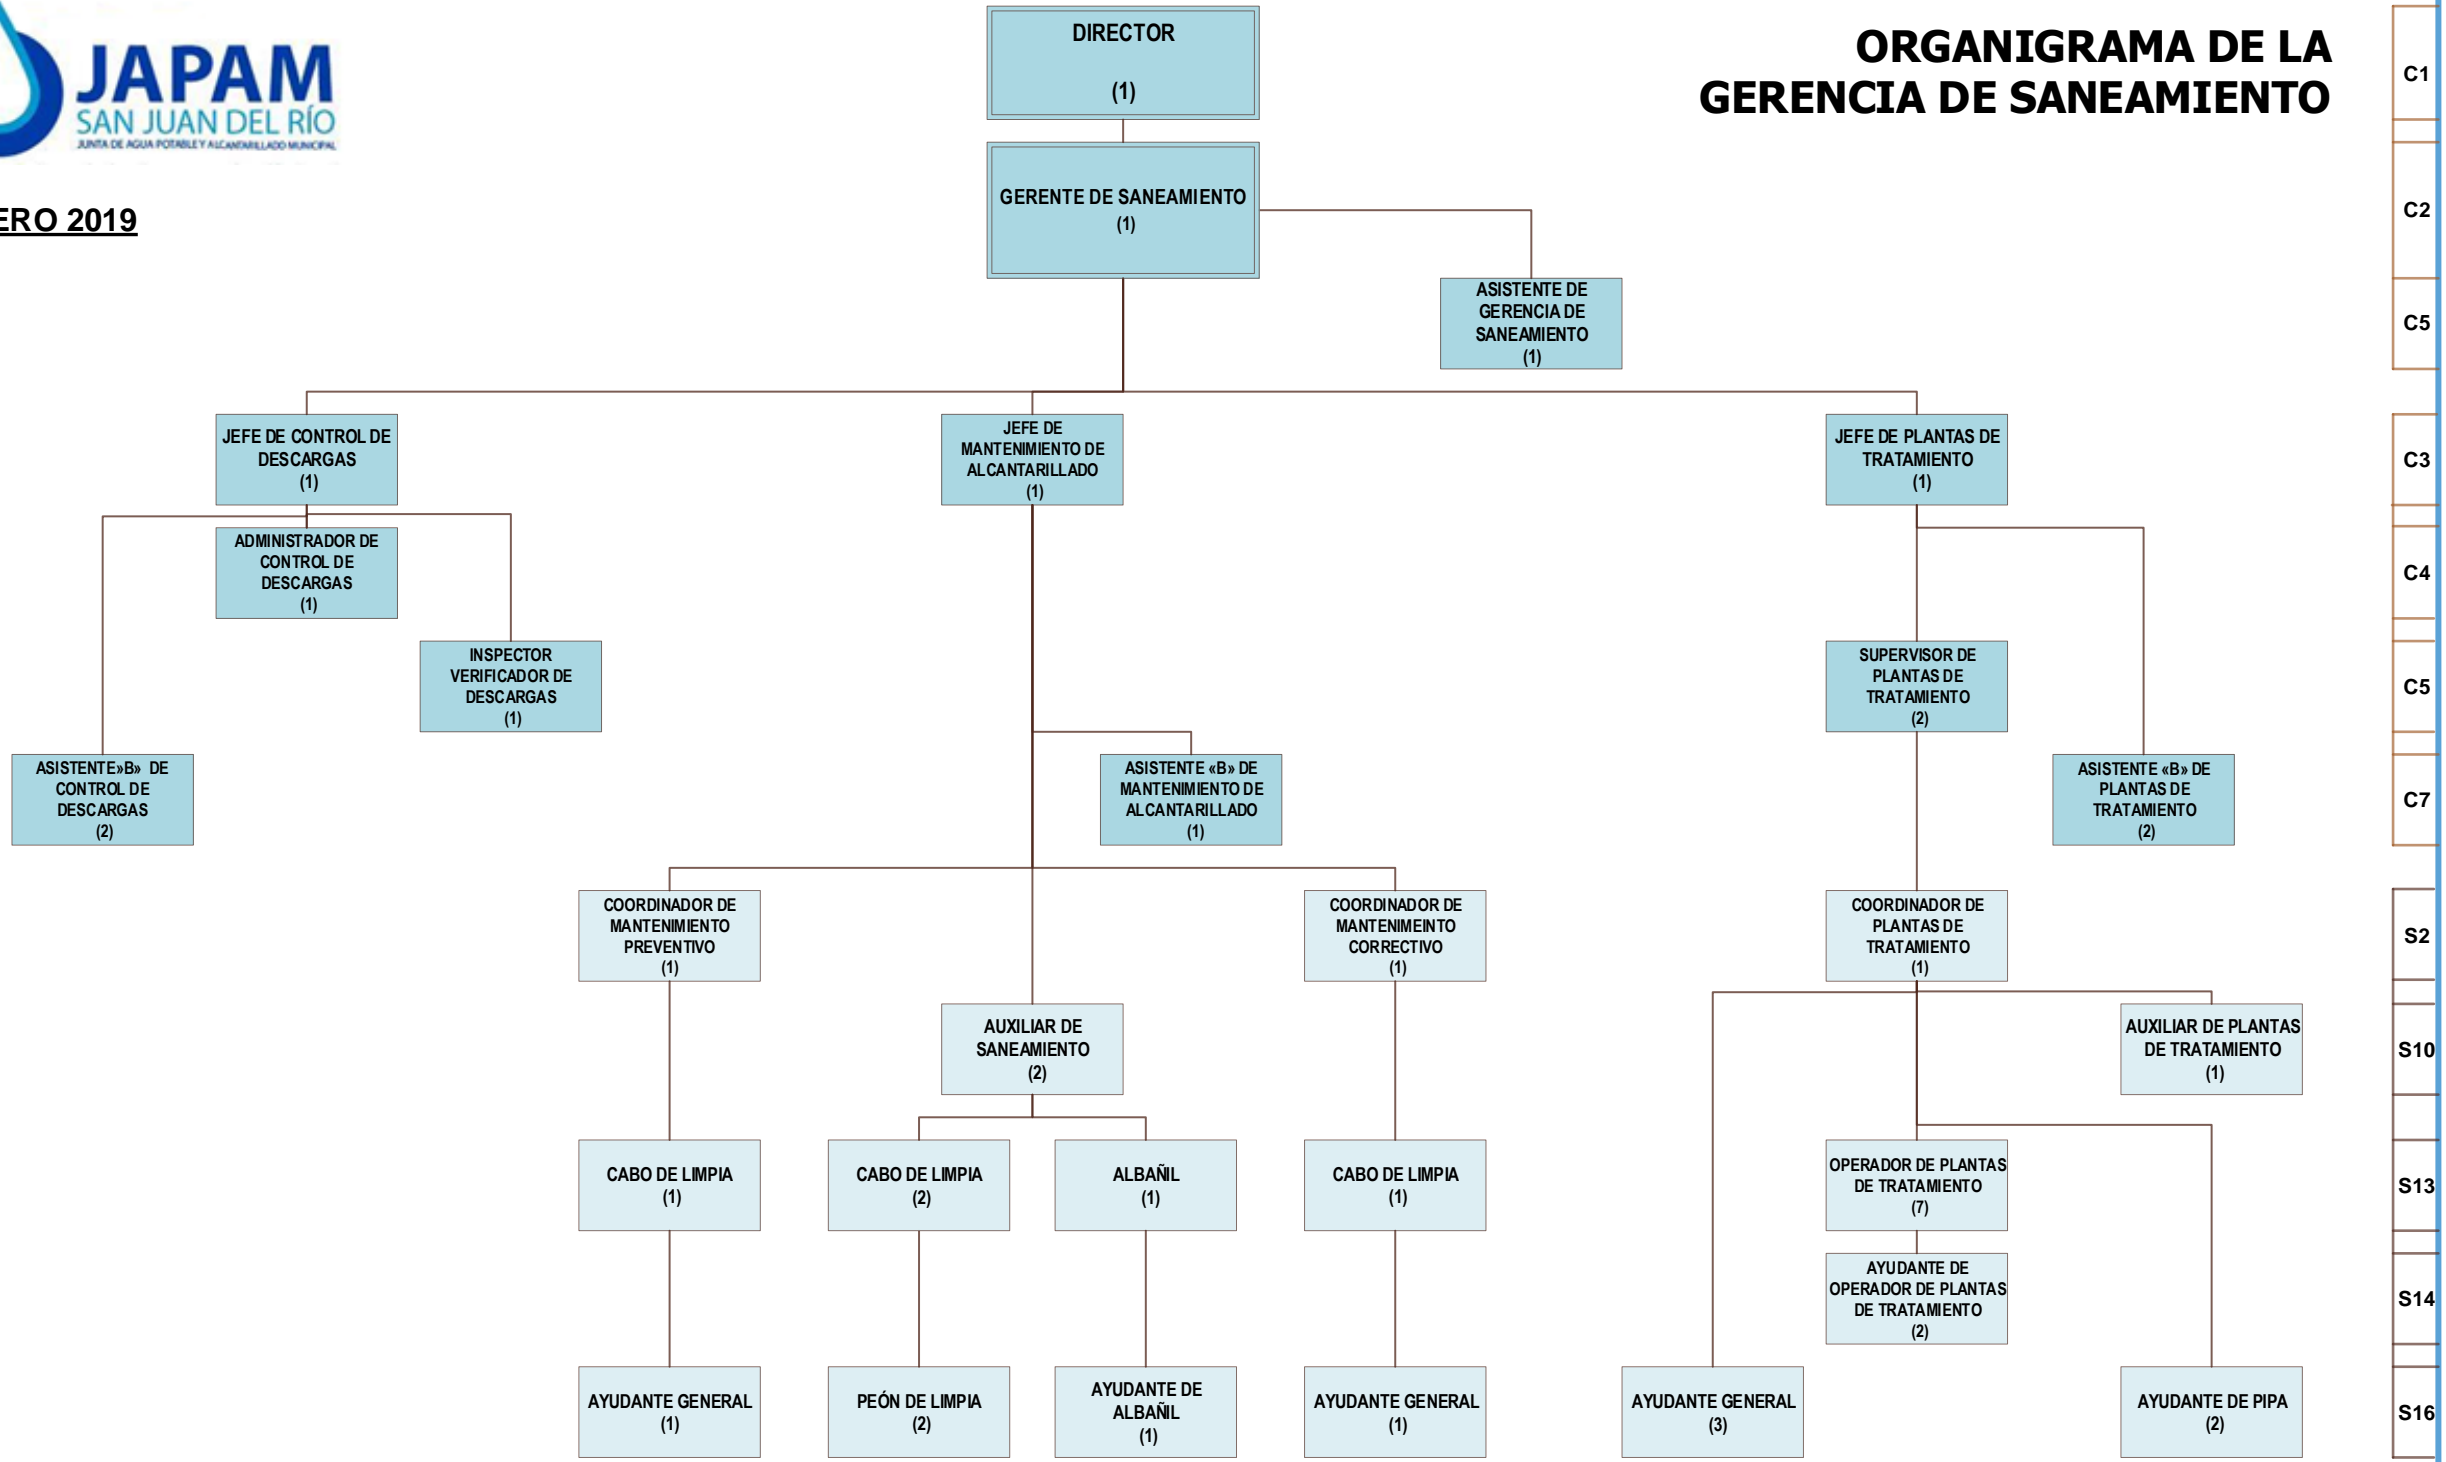 DIRECTOR
(1)
ORGANIGRAMA DE LA
GERENCIA DE SANEAMIENTO
JAPAM
SAN JUAN DEL RÍO
JUNTA DE AGUA POTABLE Y ALCANTARILLADO MUNICIPAL
ERO 2019
GERENTE DE SANEAMIENTO
(1)
ASISTENTE DE
GERENCIA DE
SANEAMIENTO
(1)
JEFE DE CONTROL DE
DESCARGAS
(1)
JEFE DE
MANTENIMIENTO DE
ALCANTARILLADO
(1)
JEFE DE PLANTAS DE
TRATAMIENTO
(1)
ADMINISTRADOR DE
CONTROL DE
DESCARGAS
(1)
INSPECTOR
VERIFICADOR DE
DESCARGAS
(1)
SUPERVISOR DE
PLANTAS DE
TRATAMIENTO
(2)
ASISTENTE»B» DE
CONTROL DE
DESCARGAS
(2)
ASISTENTE «B» DE
MANTENIMIENTO DE
ALCANTARILLADO
(1)
ASISTENTE «B» DE
PLANTAS DE
TRATAMIENTO
(2)
COORDINADOR DE
MANTENIMIENTO
PREVENTIVO
(1)
COORDINADOR DE
MANTENIMEINTO
CORRECTIVO
(1)
COORDINADOR DE
PLANTAS DE
TRATAMIENTO
(1)
AUXILIAR DE
SANEAMIENTO
(2)
AUXILIAR DE PLANTAS
DE TRATAMIENTO
(1)
CABO DE LIMPIA
(1)
CABO DE LIMPIA
(2)
ALBAÑIL
(1)
CABO DE LIMPIA
(1)
OPERADOR DE PLANTAS
DE TRATAMIENTO
(7)
AYUDANTE DE
OPERADOR DE PLANTAS
DE TRATAMIENTO
(2)
AYUDANTE GENERAL
(1)
PEÓN DE LIMPIA
(2)
AYUDANTE DE
ALBAÑIL
(1)
AYUDANTE GENERAL
(1)
AYUDANTE GENERAL
(3)
AYUDANTE DE PIPA
(2)
C1
C2
C5
C3
C4
C5
C7
S2
S10
S13
S14
S16